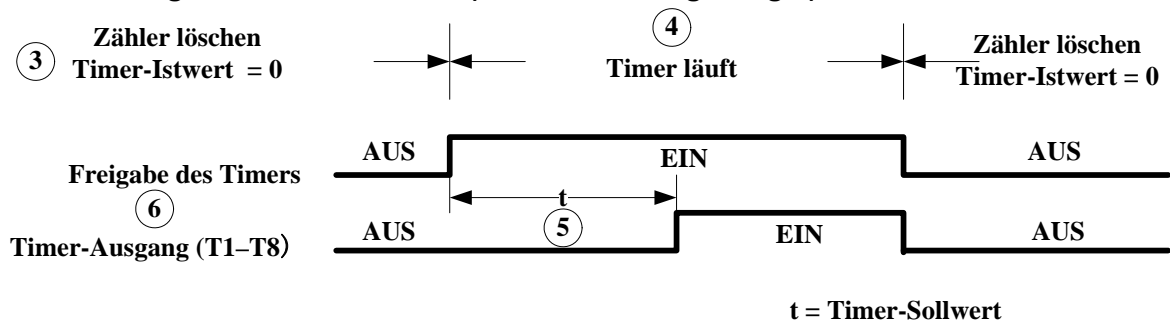 ③ Zähler löschen
Timer-Istwert = 0
④
Timer läuft
Zähler löschen
Timer-Istwert = 0
Freigabe des Timers
AUS
EIN
AUS
t
⑤
⑥
Timer-Ausgang (T1–T8)
AUS
EIN
AUS
t = Timer-Sollwert